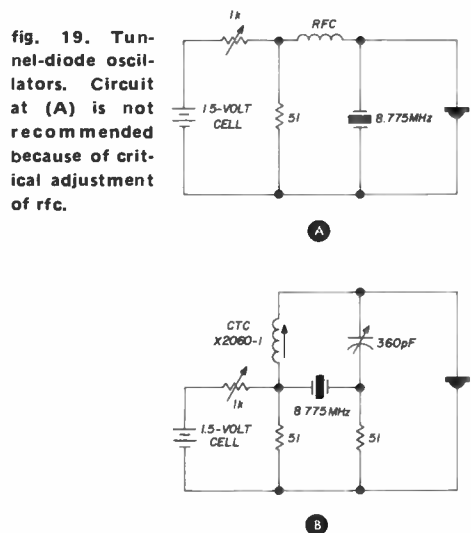 fig. 19. Tun-
nel-diode oscil-
lators. Circuit
at (A) is not
recommended
because of crit-
ical adjustment
of rfc.
1k
RFC
1.5-VOLT
CELL
51
8.775MHz
A
CTC
X2060-1
360pF
1k
8.775MHz
1.5-VOLT
CELL
51
51
B